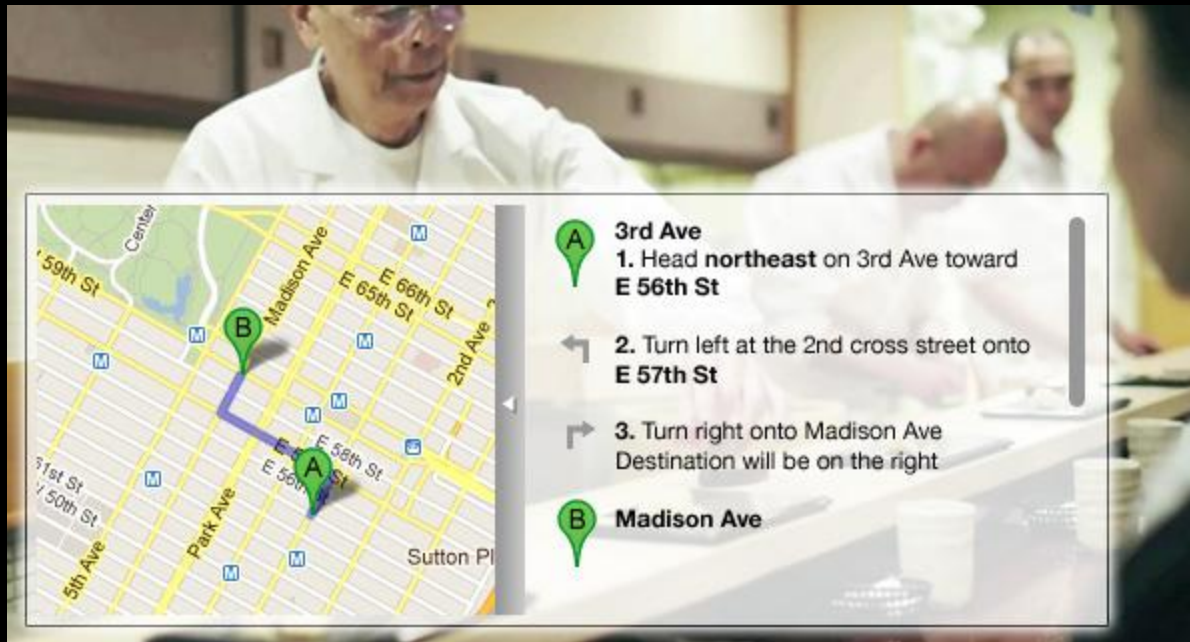 Center
59th St
Madison Ave
E 66th St
E 65th St
2nd Ave
B
M
M
M
M
M
M
M
M
M
E 58th St
E 56th
St
A
51st St
50th St
Park Ave
5th Ave
Sutton Pl
A
3rd Ave
1. Head northeast on 3rd Ave toward
E 56th St
2. Turn left at the 2nd cross street onto
E 57th St
3. Turn right onto Madison Ave
Destination will be on the right
B
Madison Ave